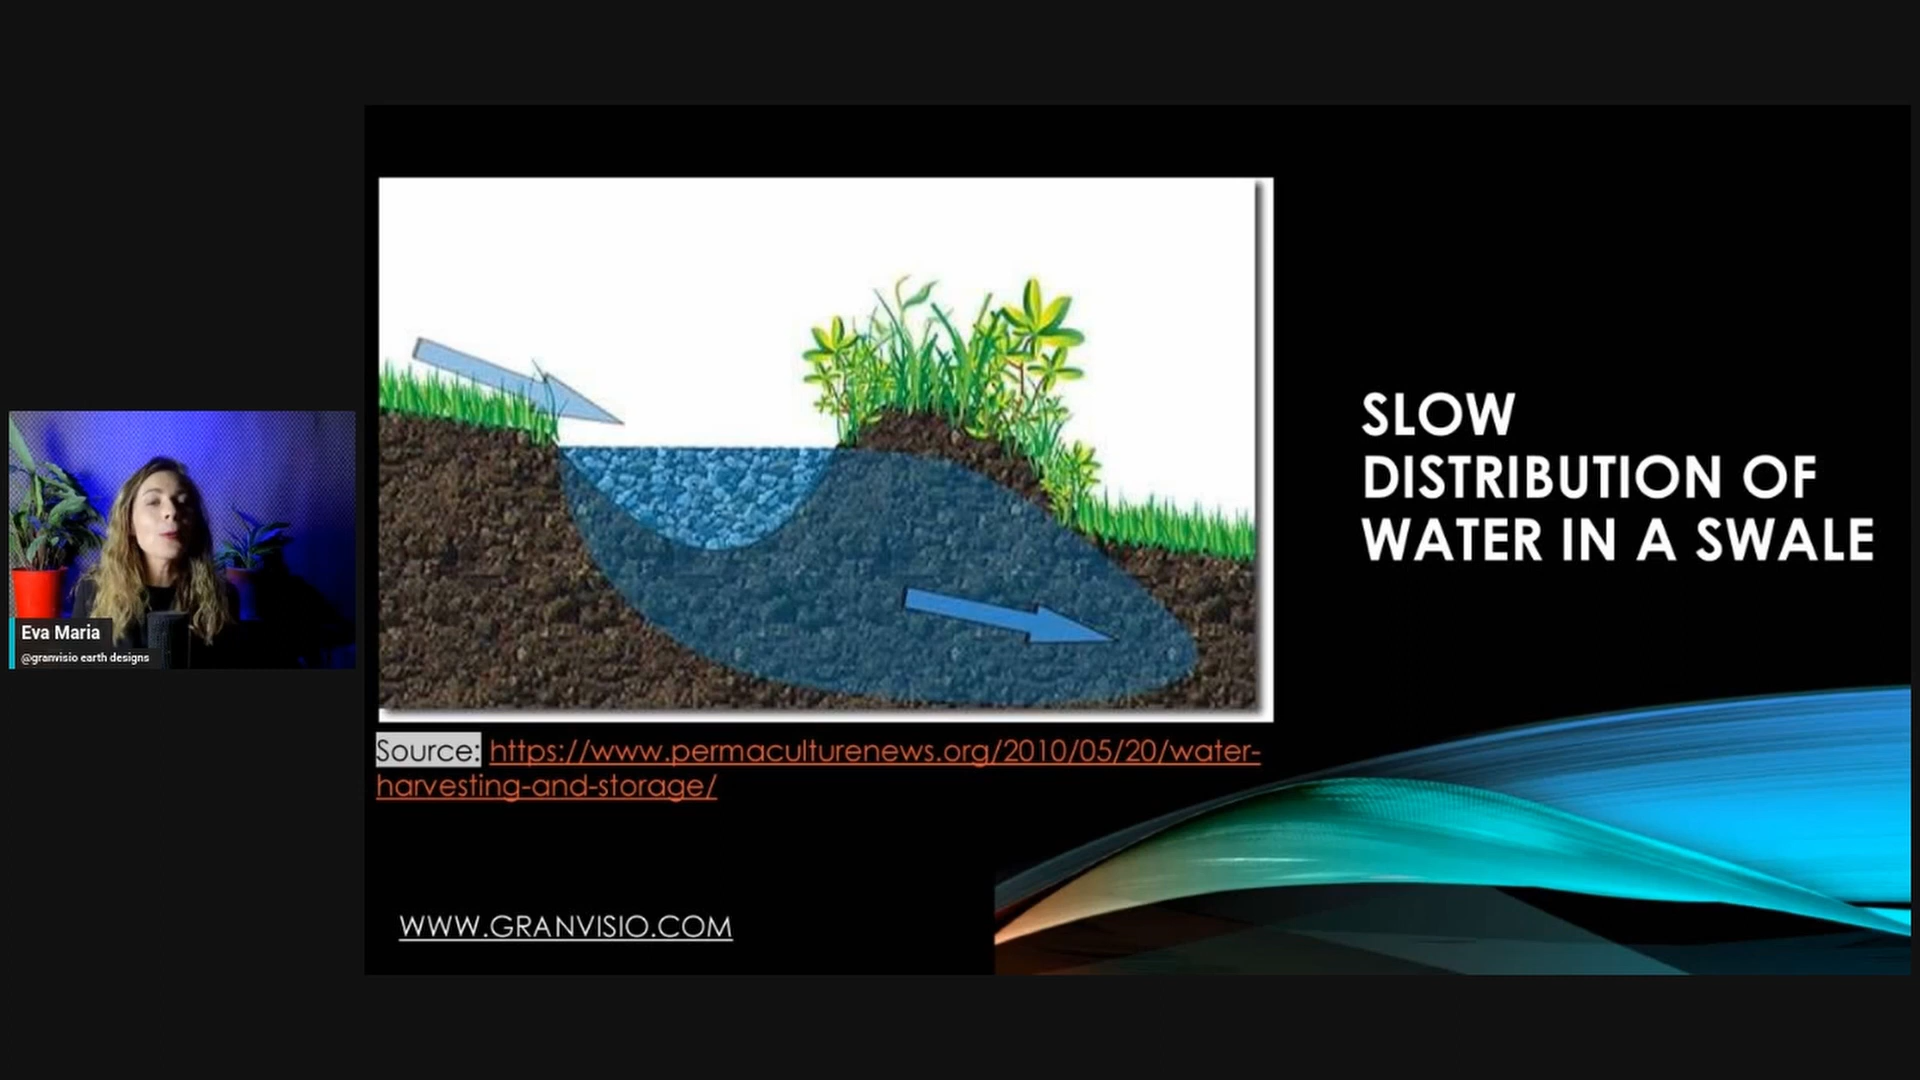 SLOW
DISTRIBUTION OF
WATER IN A SWALE
Eva Maria
@granvisio earth designs
Source: https://www.permaculturenews.org/2010/05/20/water-
harvesting-and-storage/
WWW.GRANVISIO.COM